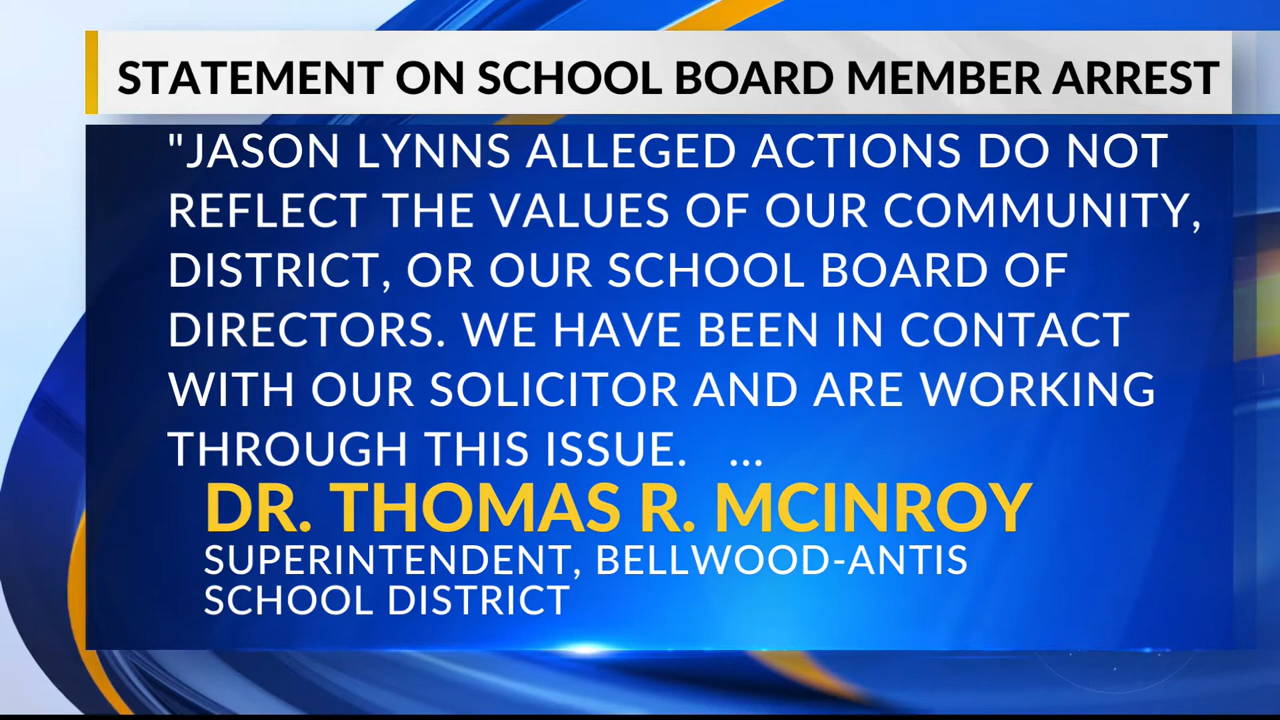 STATEMENT ON SCHOOL BOARD MEMBER ARREST
"JASON LYNNS ALLEGED ACTIONS DO NOT
REFLECT THE VALUES OF OUR COMMUNITY,
DISTRICT, OR OUR SCHOOL BOARD OF
DIRECTORS. WE HAVE BEEN IN CONTACT
WITH OUR SOLICITOR AND ARE WORKING
THROUGH THIS ISSUE. ...
DR. THOMAS R. MCINROY
SUPERINTENDENT, BELLWOOD-ANTIS
SCHOOL DISTRICT